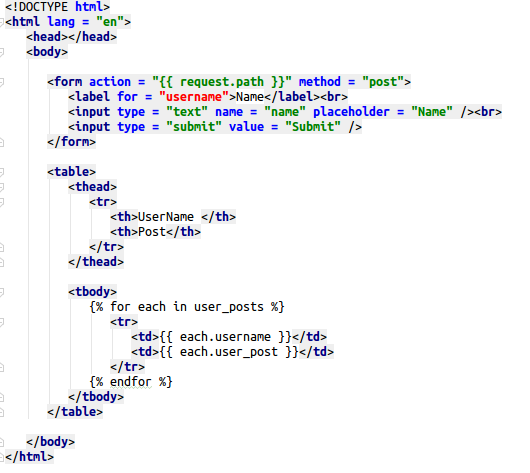 <!DOCTYPE html>
<html lang = "en">
<head></head>
<body>
<form action = "{{ request.path }}" method = "post">
<label for = "username">Name</label><br>
<input type = "text" name = "name" placeholder = "Name" /><br>
<input type = "submit" value = "Submit" />
</form>
<table>
<thead>
<tr>
<th>UserName </th>
<th>Post</th>
</tr>
</thead>
<tbody>
{% for each in user_posts %}
<tr>
<td>{{ each.username }}</td>
<td>{{ each.user_post }}</td>
</tr>
{% endfor %}
</tbody>
</table>
</body>
</html>